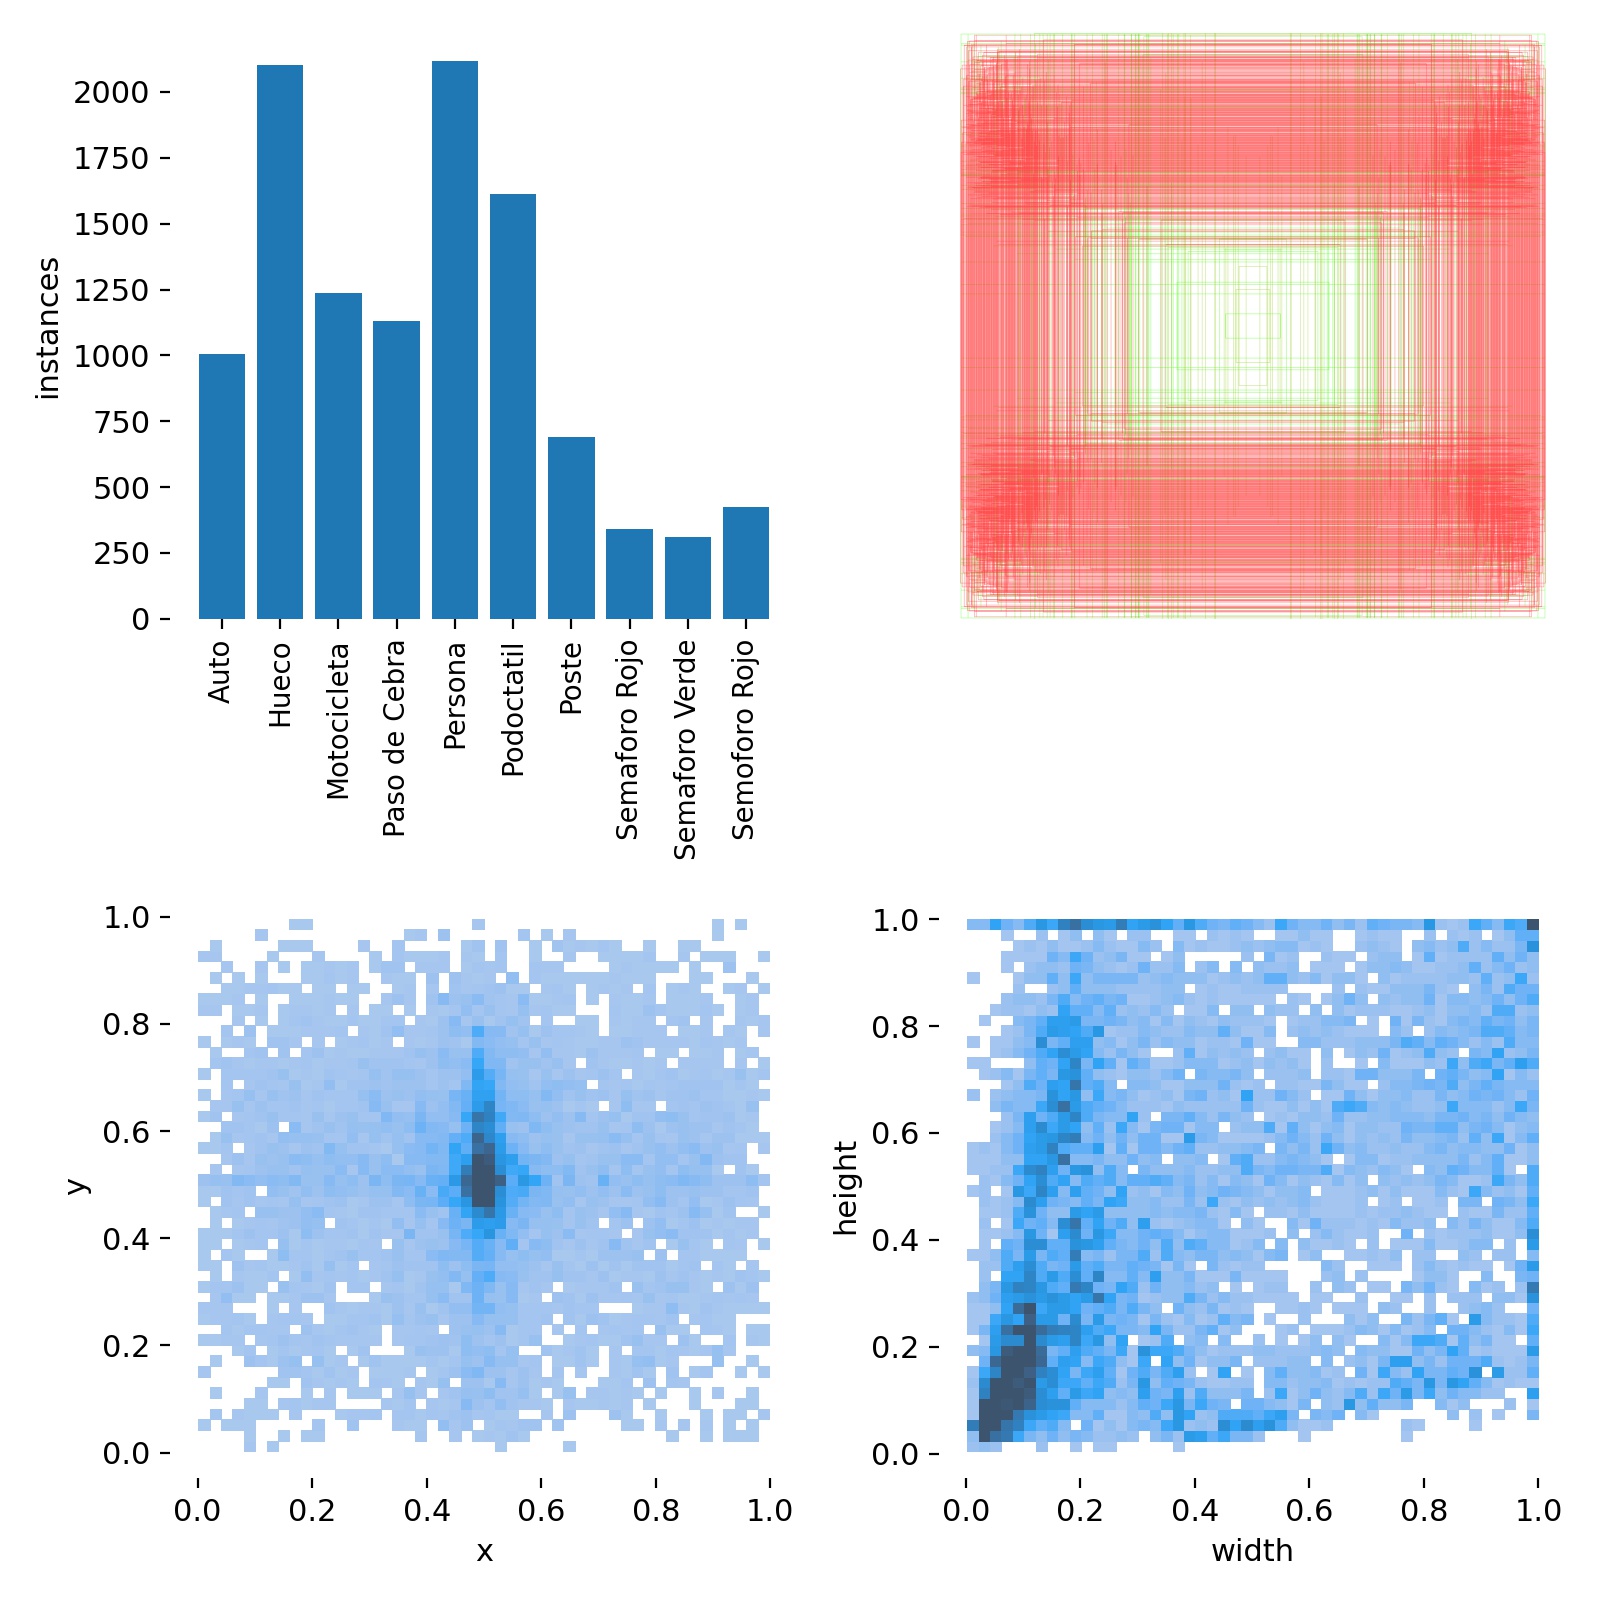 instances
2000
1750
1500
1250
1000
750
500
250
0
Auto
Hueco
Motocicleta
Paso de Cebra
Persona
Podoctatil
Poste
Semaforo Rojo
Semaforo Verde
Semoforo Rojo
y
1.0
0.8
0.6
0.4
0.2
0.0
0.0 0.2 0.4 0.6 0.8 1.0
x
height
1.0
0.8
0.6
0.4
0.2
0.0
0.0 0.2 0.4 0.6 0.8 1.0
width